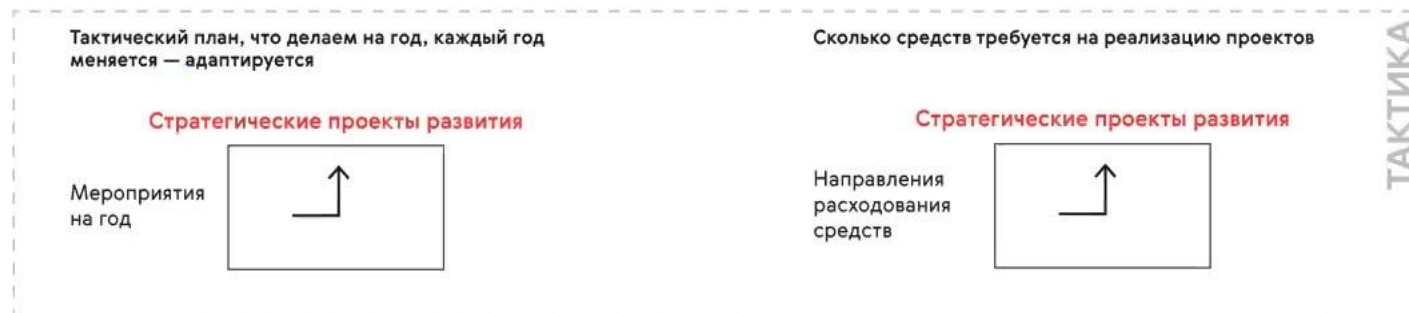 Тактический план, что делаем на год, каждый год
меняется — адаптируется
Стратегические проекты развития
Мероприятия
на год
Сколько средств требуется на реализацию проектов
Стратегические проекты развития
Направления
расходования
средств
ТАКТИКА